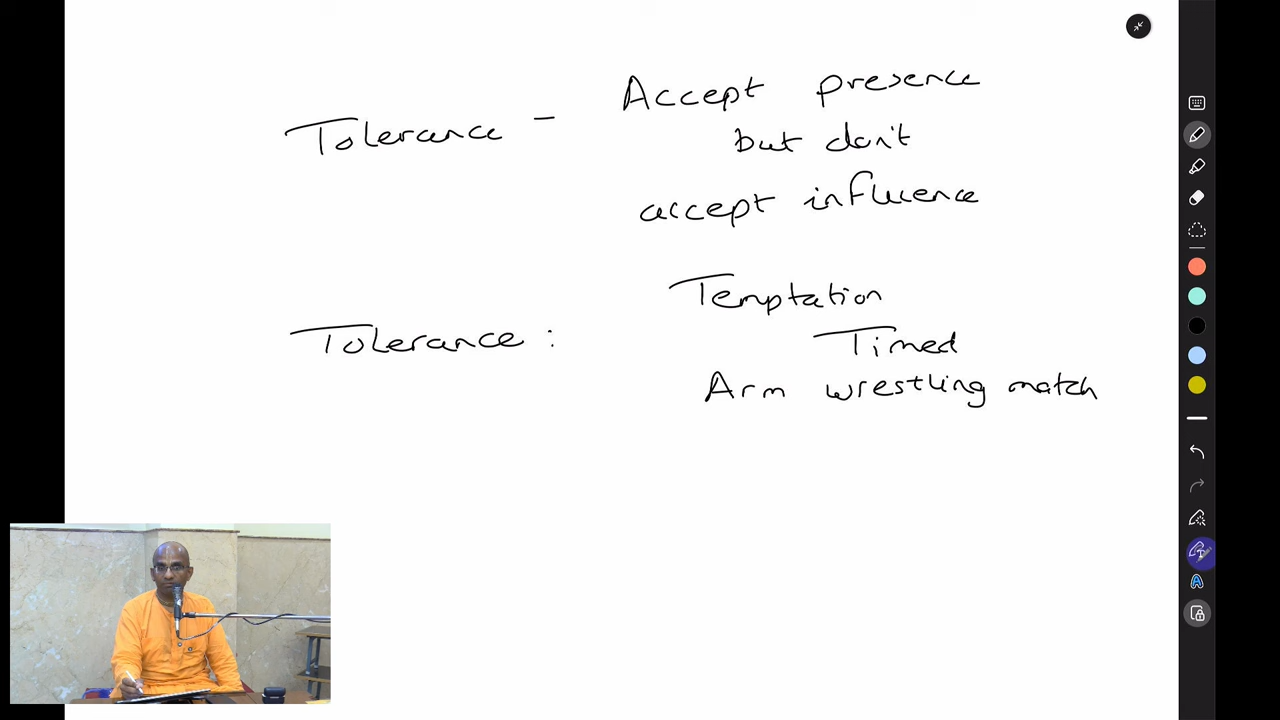 Accept presence
Tolerance -
but don't
accept influence
Temptation
Tolerance :
Timed
Arm wrestling match